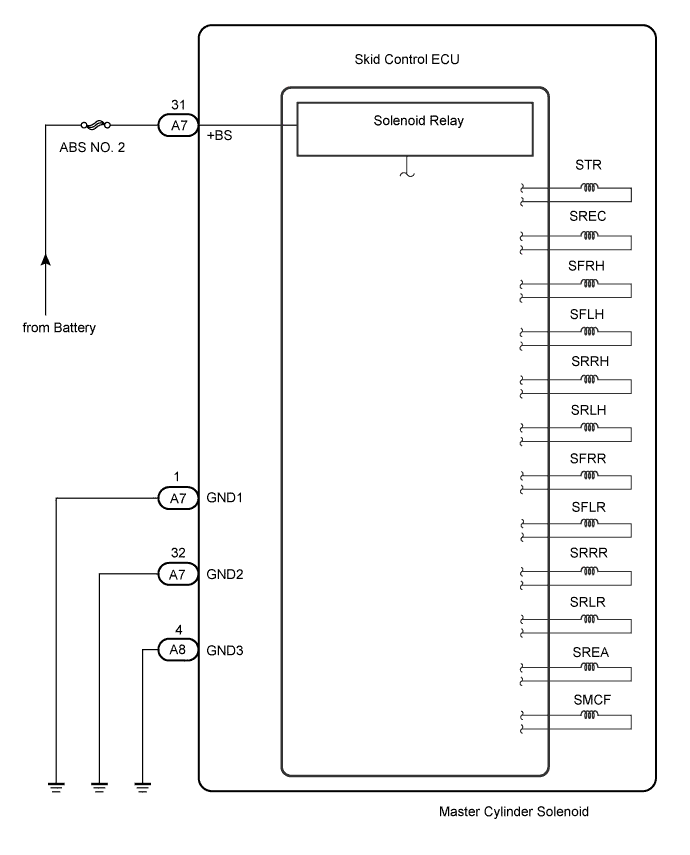 Skid Control ECU
31
A7
+BS
Solenoid Relay
ABS NO. 2
from Battery
STR
SREC
SFRH
SFLH
SRRH
SRLH
SFRR
SFLR
SRRR
SRLR
SREA
SMCF
1
A7
GND1
32
A7
GND2
4
A8
GND3
Master Cylinder Solenoid